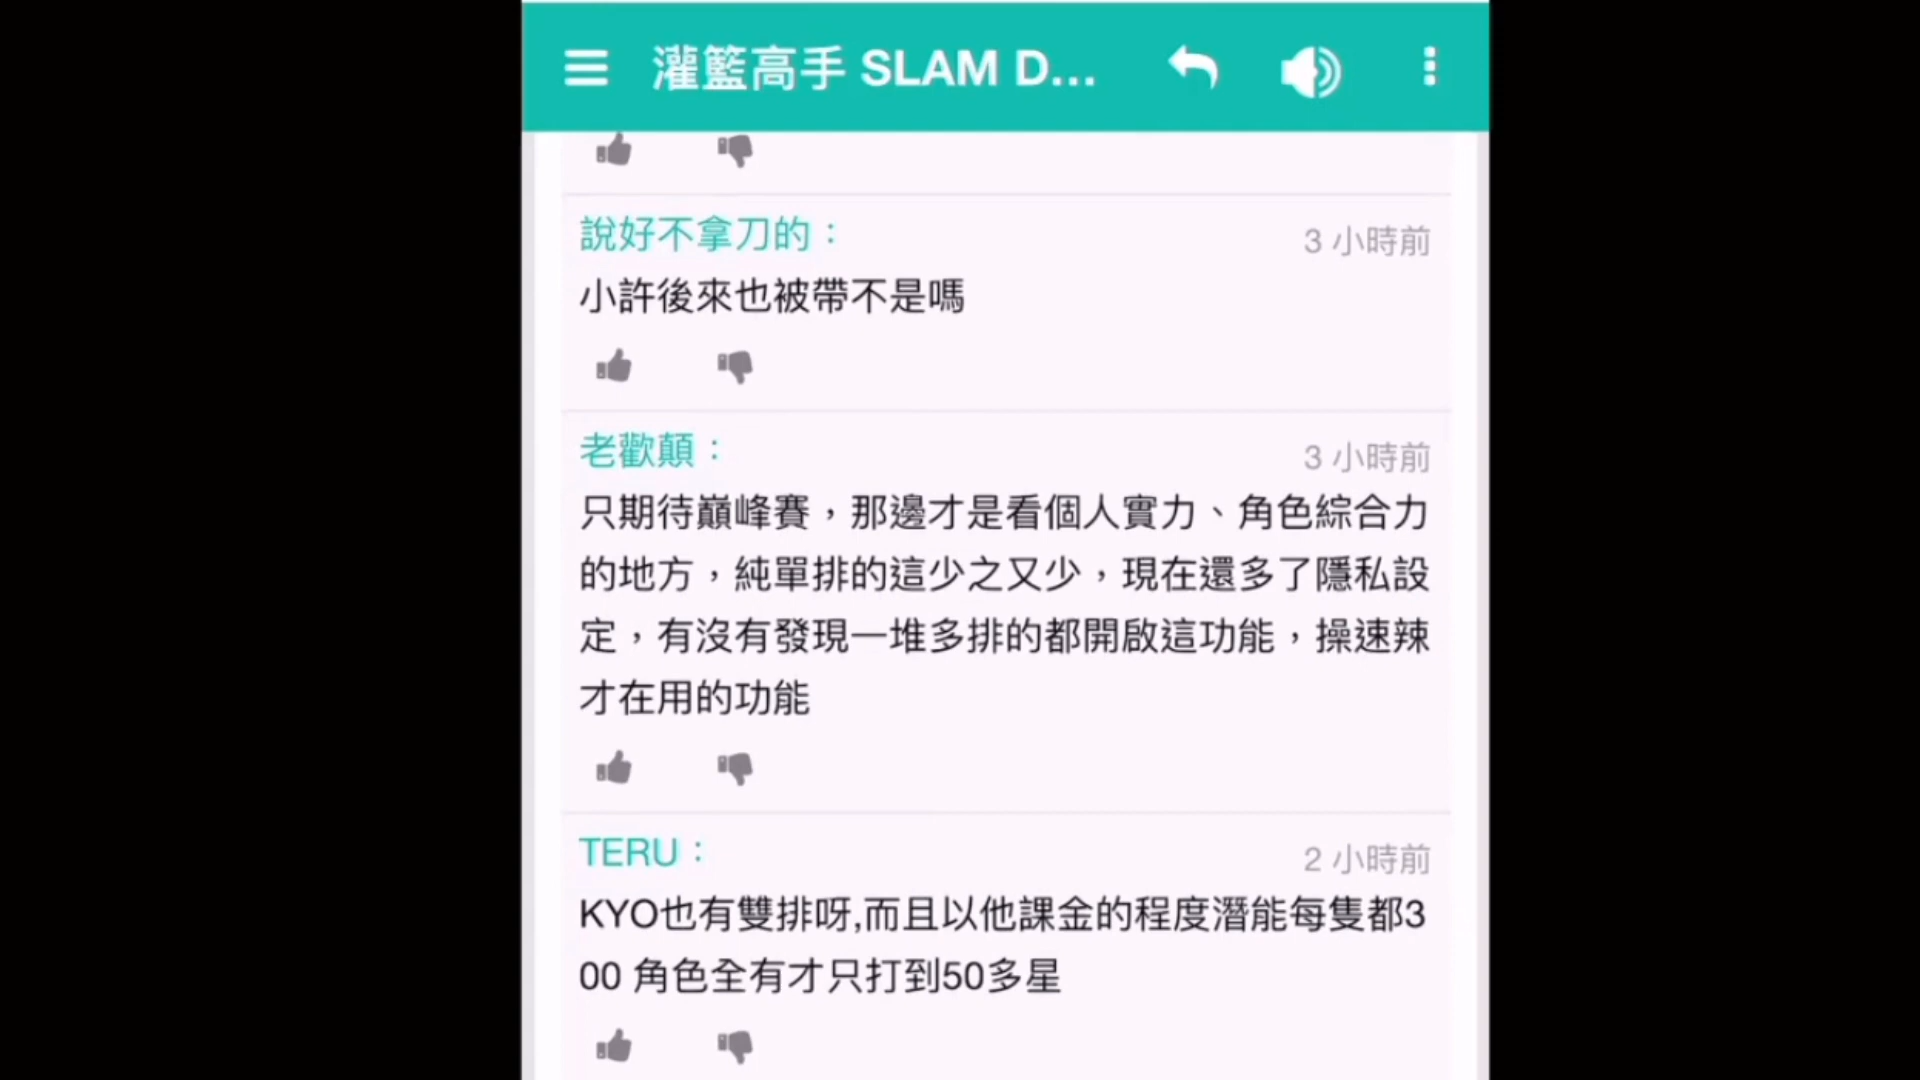 灌籃高手 SLAM D...
說好不拿刀的：
3 小時前
小許後來也被帶不是嗎
老歡顛：
3 小時前
只期待巔峰賽，那邊才是看個人實力、角色綜合力
的地方，純單排的這少之又少，現在還多了隱私設
定，有沒有發現一堆多排的都開啟這功能，操速辣
才在用的功能
TERU：
2 小時前
KYO也有雙排呀,而且以他課金的程度潛能每隻都3
00 角色全有才只打到50多星